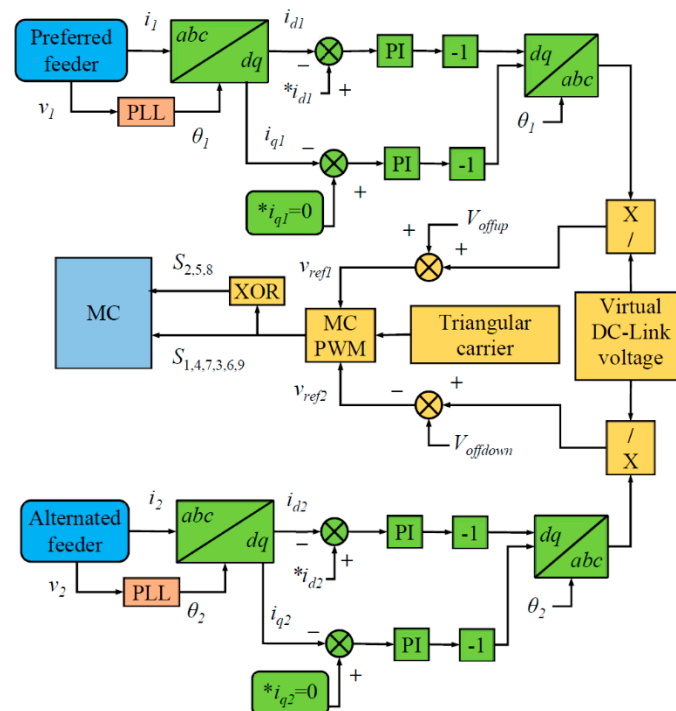 Preferred
feeder
i1
abc
dq
id1
−
*id1
+
PI
-1
dq
abc
v1
PLL
θ1
iq1
−
+
PI
-1
θ1
*iq1=0
Voffup
+
+
vref1
X
/
S2,5,8
XOR
MC
MC
PWM
Triangular
carrier
Virtual
DC-Link
voltage
S1,4,7,3,6,9
vref2
−
+
Voffdown
/
X
Alternated
feeder
i2
abc
dq
id2
−
*id2
+
PI
-1
dq
abc
v2
PLL
θ2
iq2
−
+
PI
-1
θ2
*iq2=0